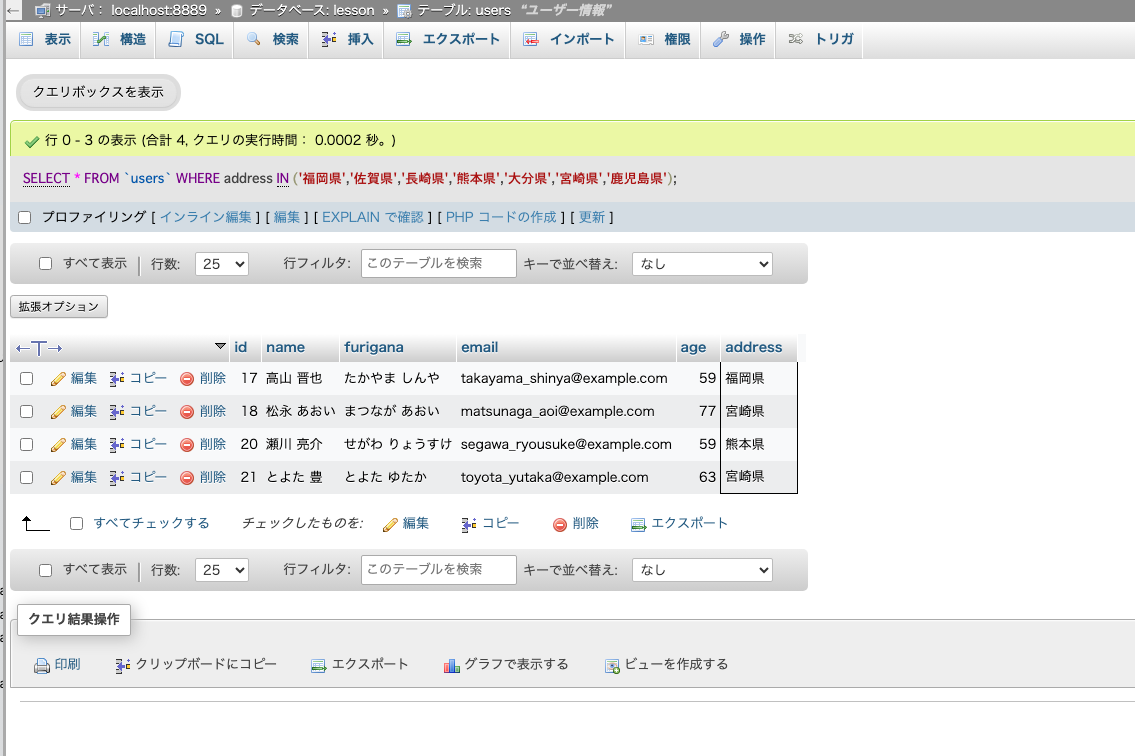 サーバ： localhost:8889 » データベース: lesson » テーブル: users “ユーザー情報”
表示 構造 SQL 検索 挿入 エクスポート インポート 権限 操作 トリガ
クエリボックスを表示
行 0 - 3 の表示 (合計 4, クエリの実行時間： 0.0002 秒。)
SELECT * FROM `users` WHERE address IN ('福岡県','佐賀県','長崎県','熊本県','大分県','宮崎県','鹿児島県');
プロファイリング [ インライン編集 ] [ 編集 ] [ EXPLAIN で確認 ] [ PHP コードの作成 ] [ 更新 ]
すべて表示 行数: 25 行フィルタ: このテーブルを検索 キーで並べ替え: なし
拡張オプション
←T→ id name furigana email age address
編集 コピー 削除 17 高山 晋也 たかやま しんや takayama_shinya@example.com 59 福岡県
編集 コピー 削除 18 松永 あおい まつなが あおい matsunaga_aoi@example.com 77 宮崎県
編集 コピー 削除 20 瀬川 亮介 せがわ りょうすけ segawa_ryousuke@example.com 59 熊本県
編集 コピー 削除 21 とよた 豊 とよた ゆたか toyota_yutaka@example.com 63 宮崎県
すべてチェックする チェックしたものを: 編集 コピー 削除 エクスポート
すべて表示 行数: 25 行フィルタ: このテーブルを検索 キーで並べ替え: なし
クエリ結果操作
印刷 クリップボードにコピー エクスポート グラフで表示する ビューを作成する